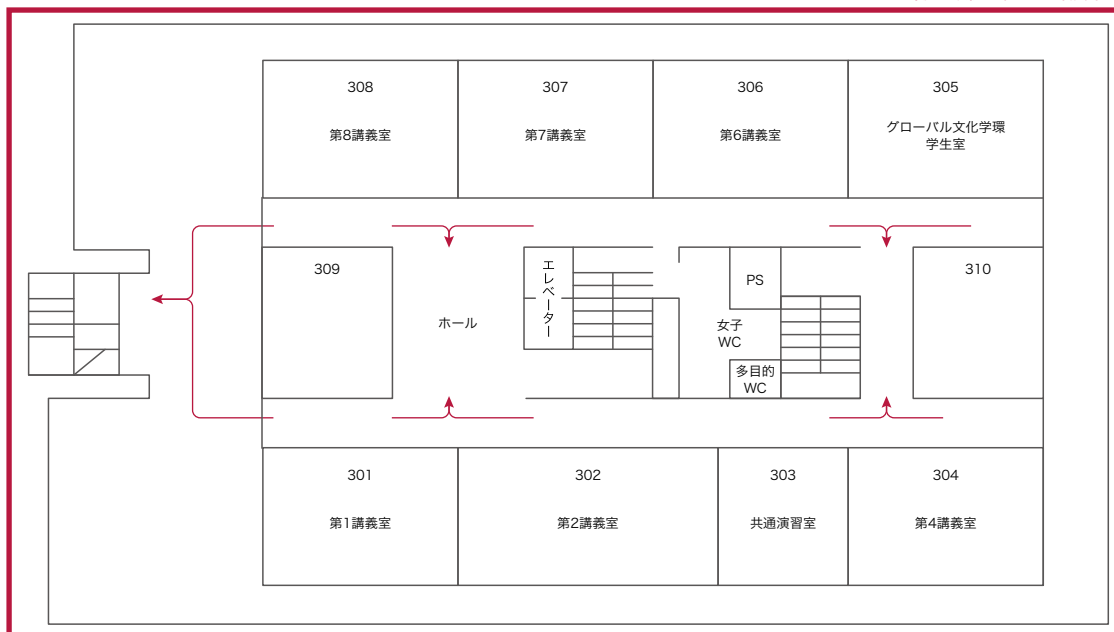 308
第8講義室
307
第7講義室
306
第6講義室
305
グローバル文化学環
学生室
309
ホール
エレベーター
PS
女子
WC
多目的
WC
310
301
第1講義室
302
第2講義室
303
共通演習室
304
第4講義室